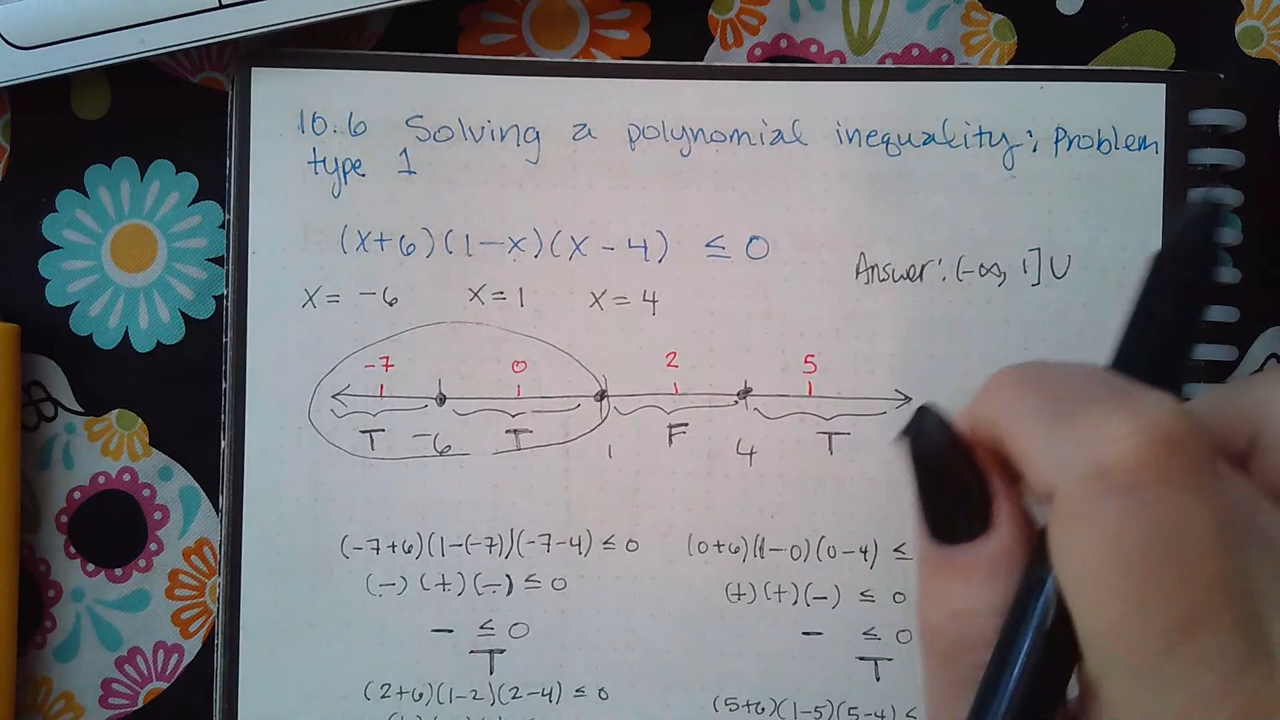 10.6 Solving a polynomial inequality: Problem
type 1
(x+6)(1-x)(x-4) ≤ 0
Answer: (-∞, 1] ∪
x = -6 x = 1 x = 4
-7 0 2 5
T -6 T 1 F 4 T
(-7+6)(1-(-7))(-7-4) ≤ 0
(-)(+)(-) ≤ 0
- ≤ 0
T
(0+6)(1-0)(0-4) ≤
(+)(+)(-) ≤ 0
- ≤ 0
T
(2+6)(1-2)(2-4) ≤ 0
(5+6)(1-5)(5-4) ≤